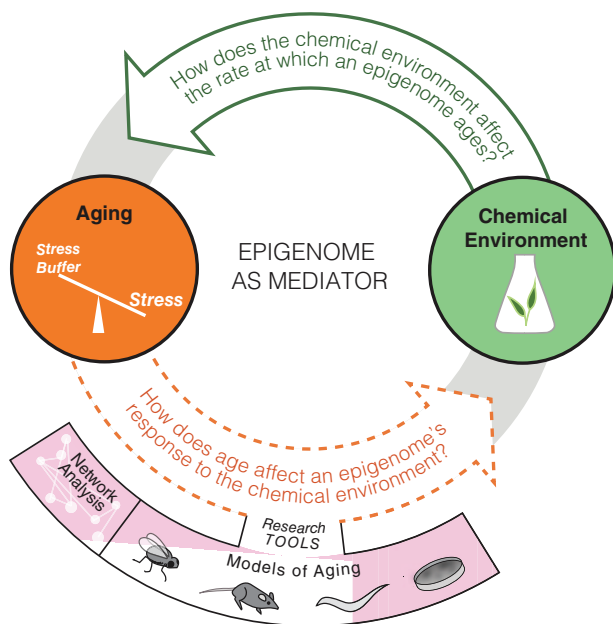 How does the chemical environment affect
the rate at which an epigenome ages?
Aging
Stress
Buffer
Stress
EPIGENOME
AS MEDIATOR
Chemical
Environment
How does age affect an epigenome's
response to the chemical environment?
Network
Analysis
Research
TOOLS
Models of Aging